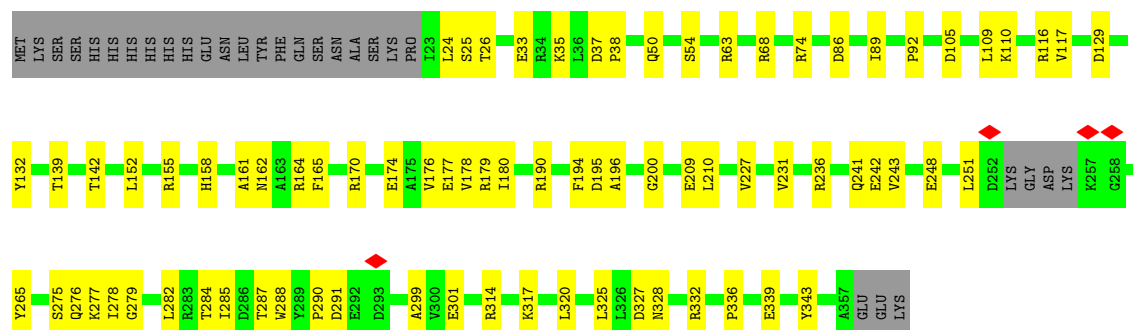 MET LYS SER SER HIS HIS HIS HIS HIS HIS GLU ASN LEU TYR PHE GLN SER ASN ALA SER LYS PRO I23 L24 S25 T26 E33 R34 K35 L36 D37 P38 Q50 S54 R63 R68 R74 D86 I89 P92 D105 L109 K110 R116 V117 D129
Y132 T139 T142 L152 R155 H158 A161 N162 A163 R164 F165 R170 E174 A175 V176 E177 V178 R179 I180 R190 F194 D195 A196 G200 E209 L210 V227 V231 R236 Q241 E242 V243 E248 L251 D252 LYS GLY ASP LYS K257 G258
Y265 S275 Q276 K277 I278 G279 L282 R283 T284 I285 D286 T287 W288 Y289 P290 D291 E292 D293 A299 V300 E301 R314 K317 L320 L325 L326 D327 N328 R332 P336 E339 Y343 A357 GLU GLU LYS